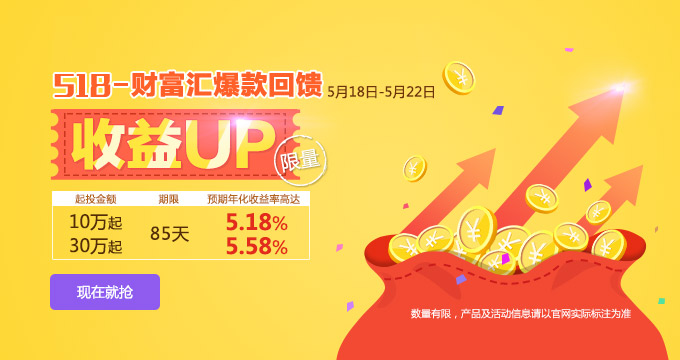 518-财富汇爆款回馈 5月18日-5月22日
收益UP
限量
起投金额 期限 预期年化收益率高达
10万起 85天 5.18%
30万起 5.58%
现在就抢
数量有限，产品及活动信息请以官网实际标注为准